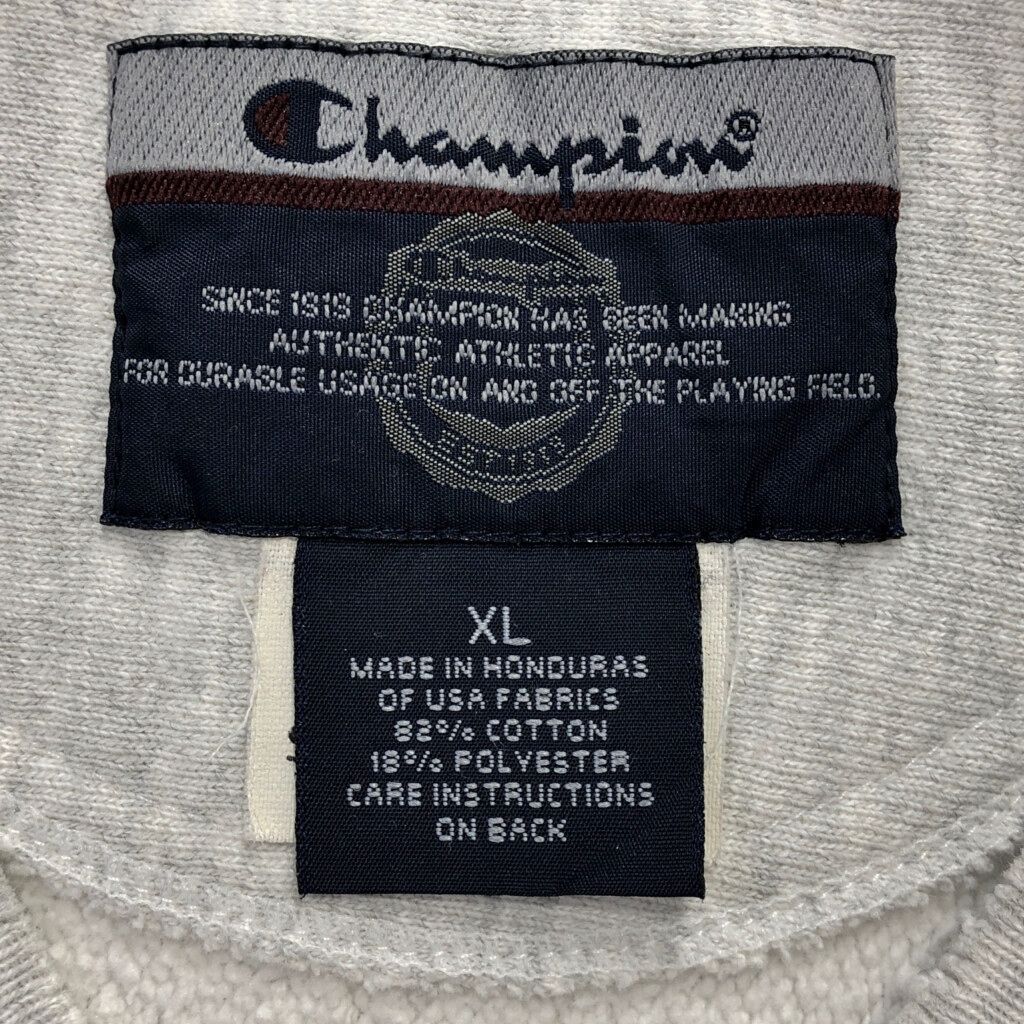 Champion®
Champion
SINCE 1919 CHAMPION HAS BEEN MAKING
AUTHENTIC ATHLETIC APPAREL
FOR DURABLE USAGE ON AND OFF THE PLAYING FIELD.
XL
MADE IN HONDURAS
OF USA FABRICS
82% COTTON
18% POLYESTER
CARE INSTRUCTIONS
ON BACK